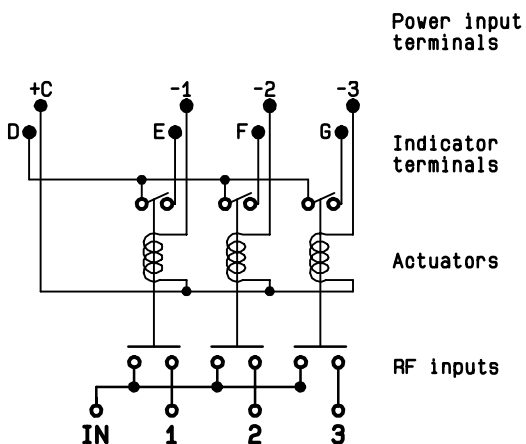 Power input
terminals
+C -1 -2 -3
D E F G
Indicator
terminals
Actuators
RF inputs
IN 1 2 3